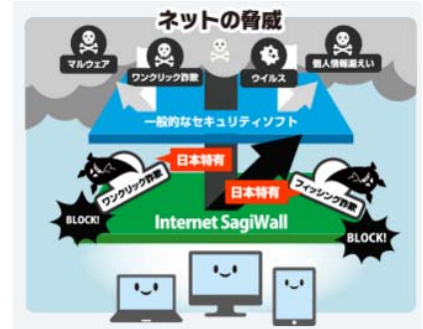 ネットの脅威
マルウェア
ワンクリック詐欺
ウイルス
個人情報漏えい
一般的なセキュリティソフト
日本特有
ワンクリック詐欺
日本特有
フィッシング詐欺
BLOCK!
Internet SagiWall
BLOCK!